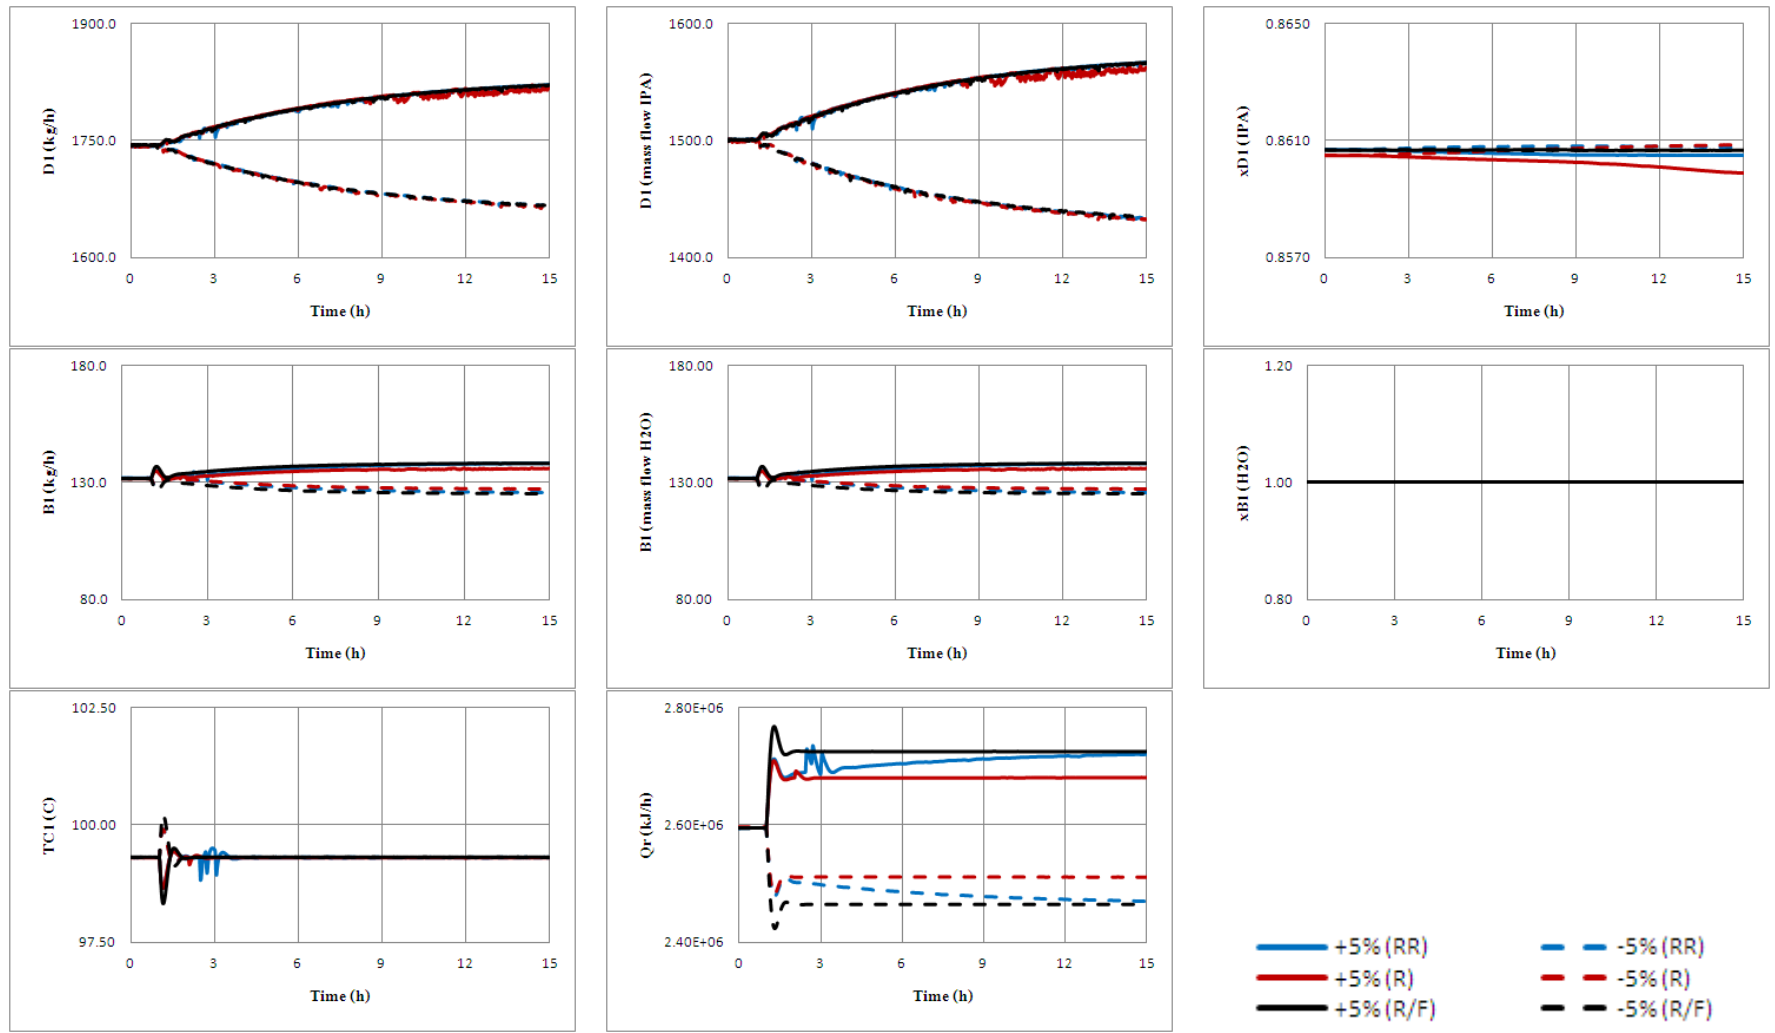 1900.0
1750.0
1600.0
D1 (kg/h)
0 3 6 9 12 15
Time (h)
1600.0
1500.0
1400.0
D1 (mass flow IPA)
0 3 6 9 12 15
Time (h)
0.8650
0.8610
0.8570
xD1 (IPA)
0 3 6 9 12 15
Time (h)
180.0
130.0
80.0
B1 (kg/h)
0 3 6 9 12 15
Time (h)
180.00
130.00
80.00
B1 (mass flow H2O)
0 3 6 9 12 15
Time (h)
1.20
1.00
0.80
xB1 (H2O)
0 3 6 9 12 15
Time (h)
102.50
100.00
97.50
TC1 (C)
0 3 6 9 12 15
Time (h)
2.80E+06
2.60E+06
2.40E+06
Qr (kJ/h)
0 3 6 9 12 15
Time (h)
+5% (RR) -5% (RR)
+5% (R) -5% (R)
+5% (R/F) -5% (R/F)